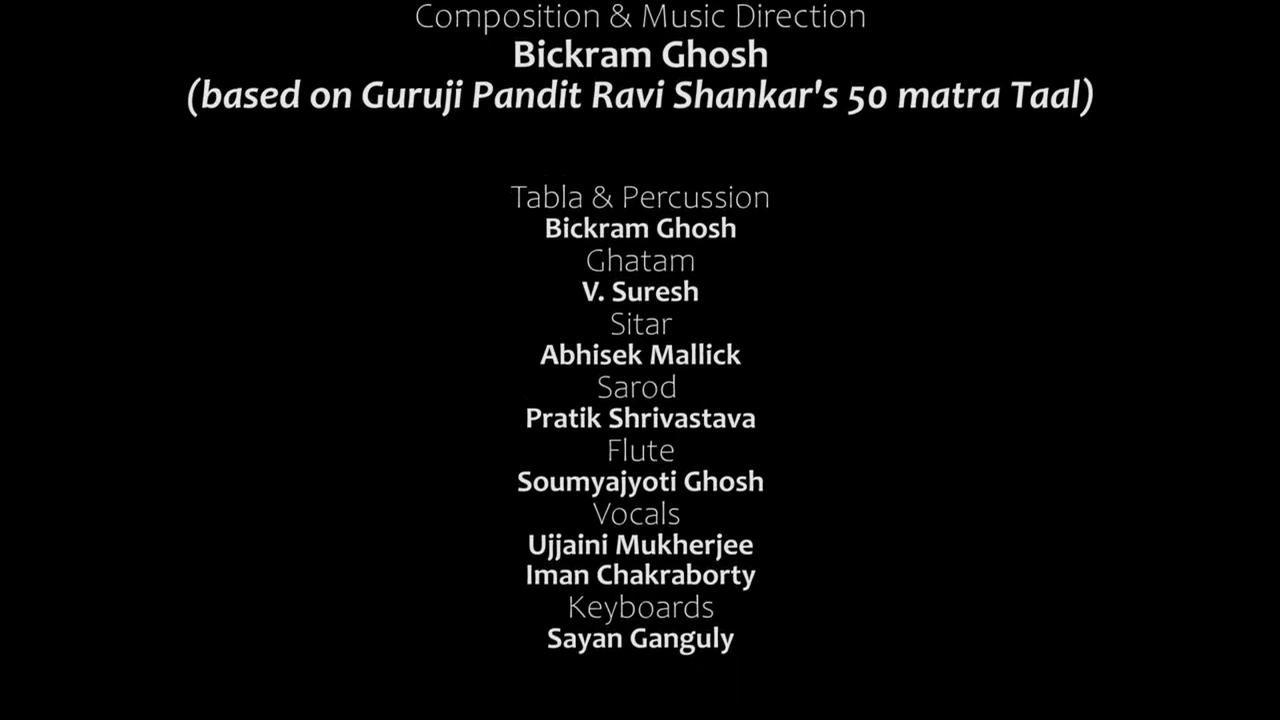 Composition & Music Direction
Bickram Ghosh
(based on Guruji Pandit Ravi Shankar's 50 matra Taal)
Tabla & Percussion
Bickram Ghosh
Ghatam
V. Suresh
Sitar
Abhisek Mallick
Sarod
Pratik Shrivastava
Flute
Soumyajyoti Ghosh
Vocals
Ujjaini Mukherjee
Iman Chakraborty
Keyboards
Sayan Ganguly